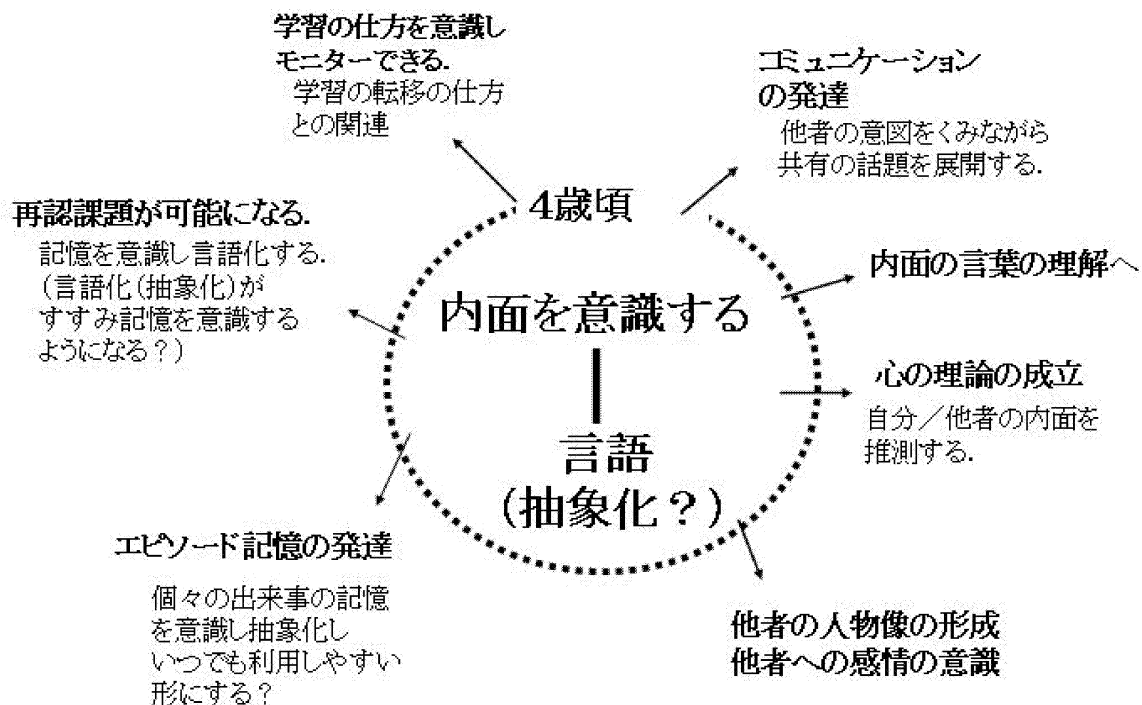 学習の仕方を意識し
モニターできる.
学習の転移の仕方
との関連
コミュニケーション
の発達
他者の意図をくみながら
共有の話題を展開する.
4歳頃
再認課題が可能になる.
記憶を意識し言語化する.
(言語化(抽象化)が
すすみ記憶を意識する
ようになる？)
内面の言葉の理解へ
内面を意識する
心の理論の成立
自分／他者の内面を
推測する.
言語
(抽象化？)
エピソード記憶の発達
個々の出来事の記憶
を意識し抽象化し
いつでも利用しやすい
形にする？
他者の人物像の形成
他者への感情の意識